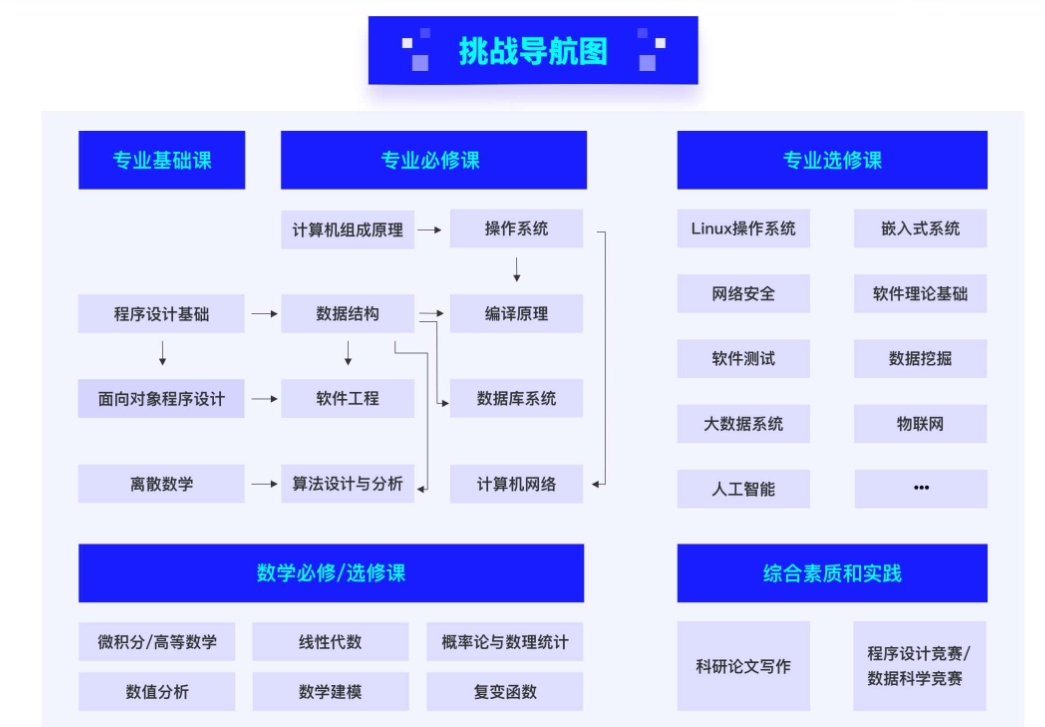 挑战导航图
专业基础课
专业必修课
专业选修课
计算机组成原理
操作系统
Linux操作系统
嵌入式系统
网络安全
软件理论基础
程序设计基础
数据结构
编译原理
软件测试
数据挖掘
面向对象程序设计
软件工程
数据库系统
大数据系统
物联网
离散数学
算法设计与分析
计算机网络
人工智能
•••
数学必修/选修课
综合素质和实践
微积分/高等数学
线性代数
概率论与数理统计
科研论文写作
程序设计竞赛/
数据科学竞赛
数值分析
数学建模
复变函数